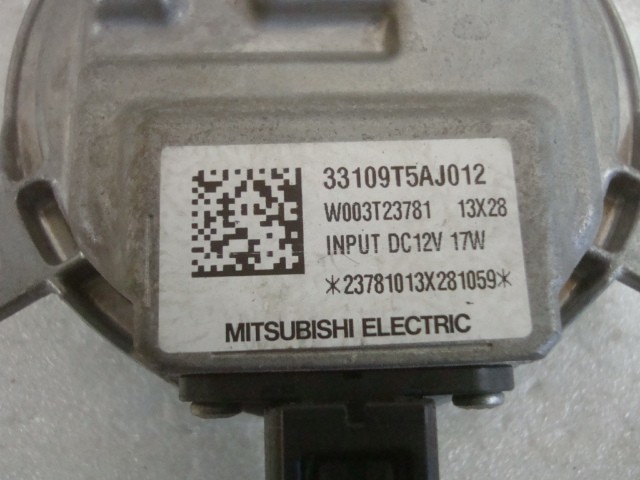 33109T5AJ012
W003T23781 13X28
INPUT DC12V 17W
*23781013X281059*
MITSUBISHI ELECTRIC